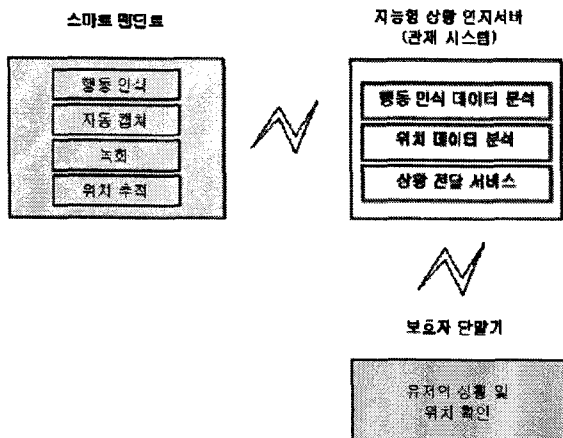 스마트 펜던트
행동 인식
자동 캡쳐
녹화
위치 추적
지능형 상황 인지서버
(관제 시스템)
행동 인식 데이터 분석
위치 데이터 분석
상황 전달 서비스
보호자 단말기
유저의 상황 및
위치 확인